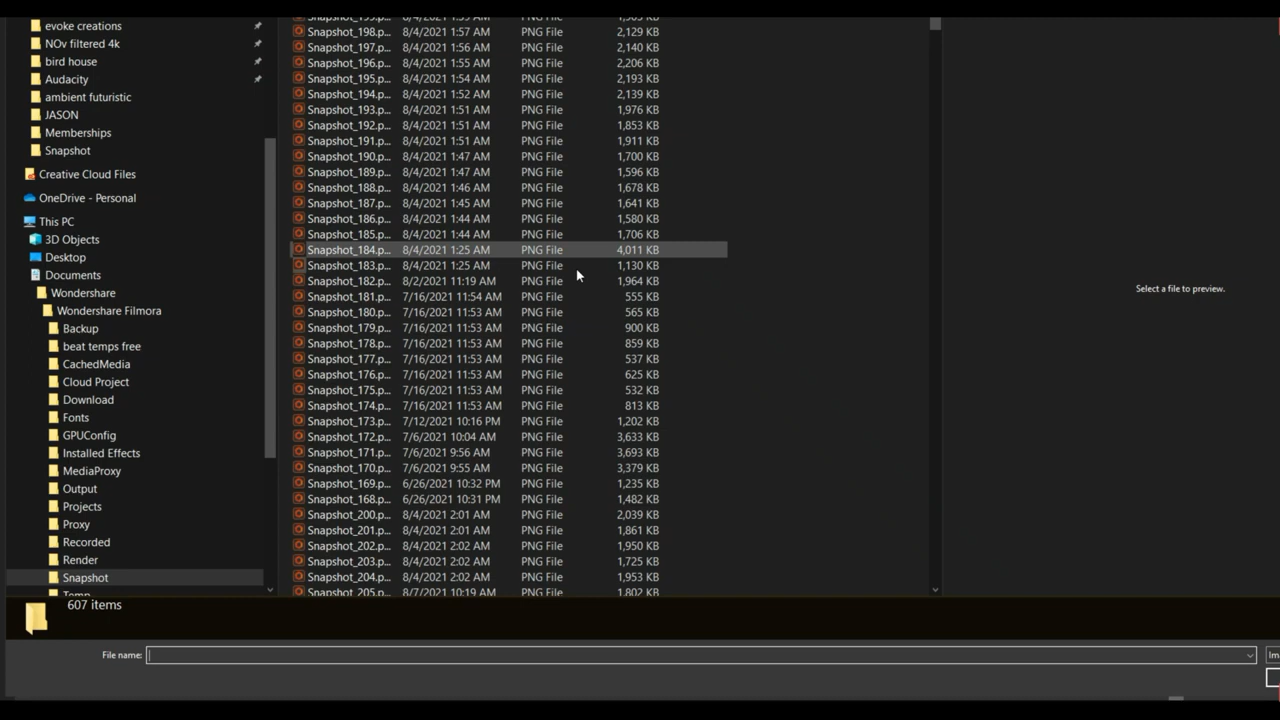 evoke creations
NOv filtered 4k
bird house
Audacity
ambient futuristic
JASON
Memberships
Snapshot
Creative Cloud Files
OneDrive - Personal
This PC
3D Objects
Desktop
Documents
Wondershare
Wondershare Filmora
Backup
beat temps free
CachedMedia
Cloud Project
Download
Fonts
GPUConfig
Installed Effects
MediaProxy
Output
Projects
Proxy
Recorded
Render
Snapshot
Temp
Snapshot_198.p... 8/4/2021 1:57 AM PNG File 2,129 KB
Snapshot_197.p... 8/4/2021 1:56 AM PNG File 2,140 KB
Snapshot_196.p... 8/4/2021 1:55 AM PNG File 2,206 KB
Snapshot_195.p... 8/4/2021 1:54 AM PNG File 2,193 KB
Snapshot_194.p... 8/4/2021 1:52 AM PNG File 2,139 KB
Snapshot_193.p... 8/4/2021 1:51 AM PNG File 1,976 KB
Snapshot_192.p... 8/4/2021 1:51 AM PNG File 1,853 KB
Snapshot_191.p... 8/4/2021 1:51 AM PNG File 1,911 KB
Snapshot_190.p... 8/4/2021 1:47 AM PNG File 1,700 KB
Snapshot_189.p... 8/4/2021 1:47 AM PNG File 1,596 KB
Snapshot_188.p... 8/4/2021 1:46 AM PNG File 1,678 KB
Snapshot_187.p... 8/4/2021 1:45 AM PNG File 1,641 KB
Snapshot_186.p... 8/4/2021 1:44 AM PNG File 1,580 KB
Snapshot_185.p... 8/4/2021 1:44 AM PNG File 1,706 KB
Snapshot_184.p... 8/4/2021 1:25 AM PNG File 4,011 KB
Snapshot_183.p... 8/4/2021 1:25 AM PNG File 1,130 KB
Snapshot_182.p... 8/2/2021 11:19 AM PNG File 1,964 KB
Snapshot_181.p... 7/16/2021 11:54 AM PNG File 555 KB
Snapshot_180.p... 7/16/2021 11:53 AM PNG File 565 KB
Snapshot_179.p... 7/16/2021 11:53 AM PNG File 900 KB
Snapshot_178.p... 7/16/2021 11:53 AM PNG File 859 KB
Snapshot_177.p... 7/16/2021 11:53 AM PNG File 537 KB
Snapshot_176.p... 7/16/2021 11:53 AM PNG File 625 KB
Snapshot_175.p... 7/16/2021 11:53 AM PNG File 532 KB
Snapshot_174.p... 7/16/2021 11:53 AM PNG File 813 KB
Snapshot_173.p... 7/12/2021 10:16 PM PNG File 1,202 KB
Snapshot_172.p... 7/6/2021 10:04 AM PNG File 3,633 KB
Snapshot_171.p... 7/6/2021 9:56 AM PNG File 3,693 KB
Snapshot_170.p... 7/6/2021 9:55 AM PNG File 3,379 KB
Snapshot_169.p... 6/26/2021 10:32 PM PNG File 1,235 KB
Snapshot_168.p... 6/26/2021 10:31 PM PNG File 1,482 KB
Snapshot_200.p... 8/4/2021 2:01 AM PNG File 2,039 KB
Snapshot_201.p... 8/4/2021 2:01 AM PNG File 1,861 KB
Snapshot_202.p... 8/4/2021 2:02 AM PNG File 1,950 KB
Snapshot_203.p... 8/4/2021 2:02 AM PNG File 1,725 KB
Snapshot_204.p... 8/4/2021 2:02 AM PNG File 1,953 KB
Snapshot_205.p... 8/7/2021 10:19 AM PNG File 1,802 KB
Select a file to preview.
607 items
File name:
Im